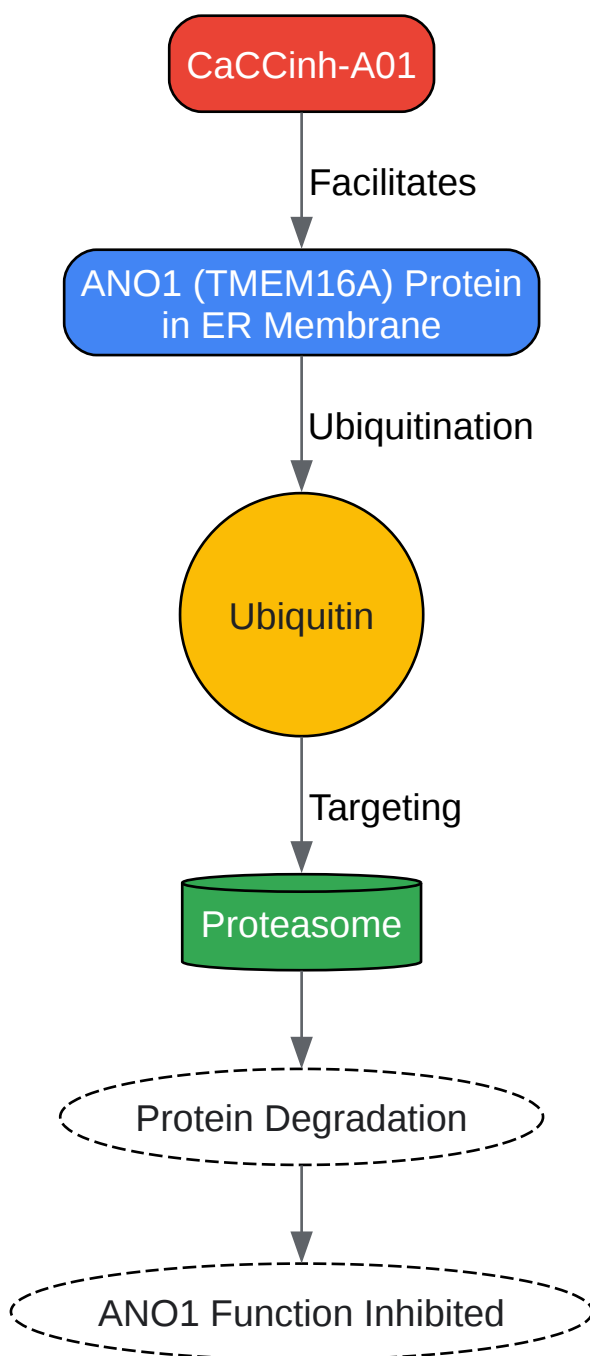 CaCCinh-A01
Facilitates
ANO1 (TMEM16A) Protein
in ER Membrane
Ubiquitination
Ubiquitin
Targeting
Proteasome
Protein Degradation
ANO1 Function Inhibited